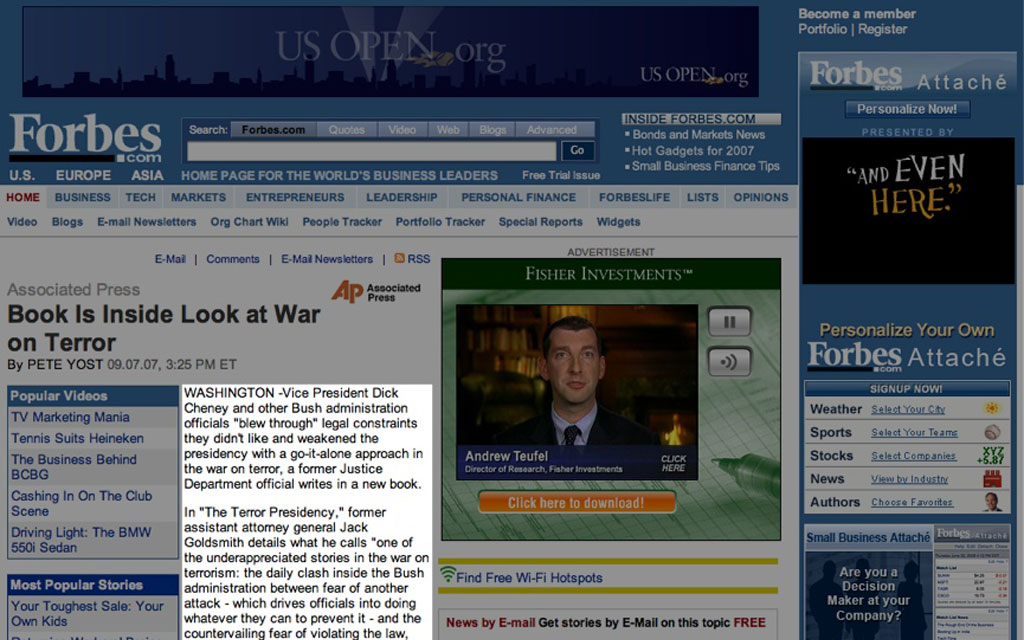 US OPEN.org
US OPEN.org
Become a member
Portfolio | Register
Forbes.com Attaché
Personalize Now!
PRESENTED BY
"AND EVEN
HERE."
Forbes
.com
U.S. EUROPE ASIA
Search: Forbes.com Quotes Video Web Blogs Advanced
Go
HOME PAGE FOR THE WORLD'S BUSINESS LEADERS Free Trial Issue
INSIDE FORBES.COM
Bonds and Markets News
Hot Gadgets for 2007
Small Business Finance Tips
HOME BUSINESS TECH MARKETS ENTREPRENEURS LEADERSHIP PERSONAL FINANCE FORBESLIFE LISTS OPINIONS
Video Blogs E-mail Newsletters Org Chart Wiki People Tracker Portfolio Tracker Special Reports Widgets
E-Mail | Comments | E-Mail Newsletters | RSS
Associated Press
AP Associated
Press
Book Is Inside Look at War
on Terror
By PETE YOST 09.07.07, 3:25 PM ET
Popular Videos
TV Marketing Mania
Tennis Suits Heineken
The Business Behind
BCBG
Cashing In On The Club
Scene
Driving Light: The BMW
550i Sedan
Most Popular Stories
Your Toughest Sale: Your
Own Kids
WASHINGTON -Vice President Dick
Cheney and other Bush administration
officials "blew through" legal constraints
they didn't like and weakened the
presidency with a go-it-alone approach in
the war on terror, a former Justice
Department official writes in a new book.
In "The Terror Presidency," former
assistant attorney general Jack
Goldsmith details what he calls "one of
the underappreciated stories in the war on
terrorism: the daily clash inside the Bush
administration between fear of another
attack - which drives officials into doing
whatever they can to prevent it - and the
countervailing fear of violating the law,
ADVERTISEMENT
FISHER INVESTMENTS™
Andrew Teufel
Director of Research, Fisher Investments
CLICK
HERE
Click here to download!
Find Free Wi-Fi Hotspots
News by E-mail Get stories by E-Mail on this topic FREE
Personalize Your Own
Forbes.com Attaché
SIGNUP NOW!
Weather Select Your City
Sports Select Your Teams
Stocks Select Companies XYZ +5.87
News View by Industry
Authors Choose Favorites
Small Business Attaché
Are you a
Decision
Maker at your
Company?
Forbes Attaché